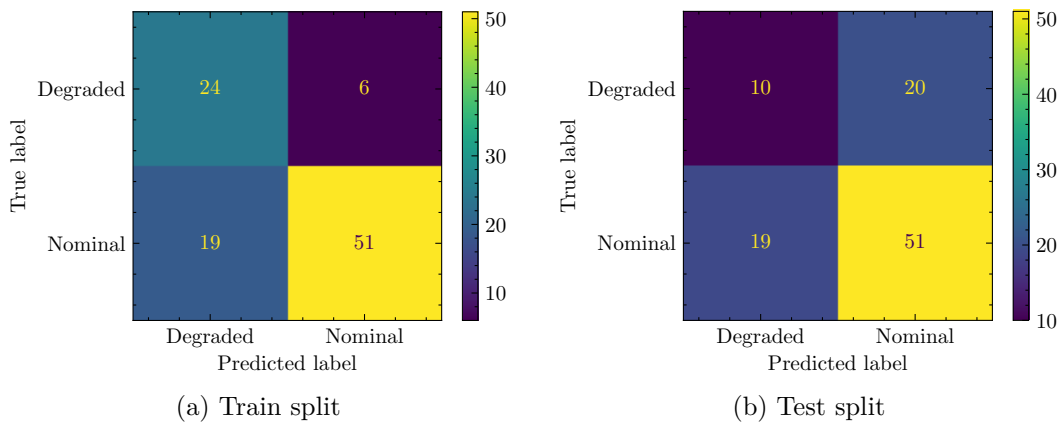 Degraded
Nominal
True label
24
6
19
51
Degraded
Nominal
Predicted label
50
40
30
20
10
(a) Train split
Degraded
Nominal
True label
10
20
19
51
Degraded
Nominal
Predicted label
50
40
30
20
10
(b) Test split